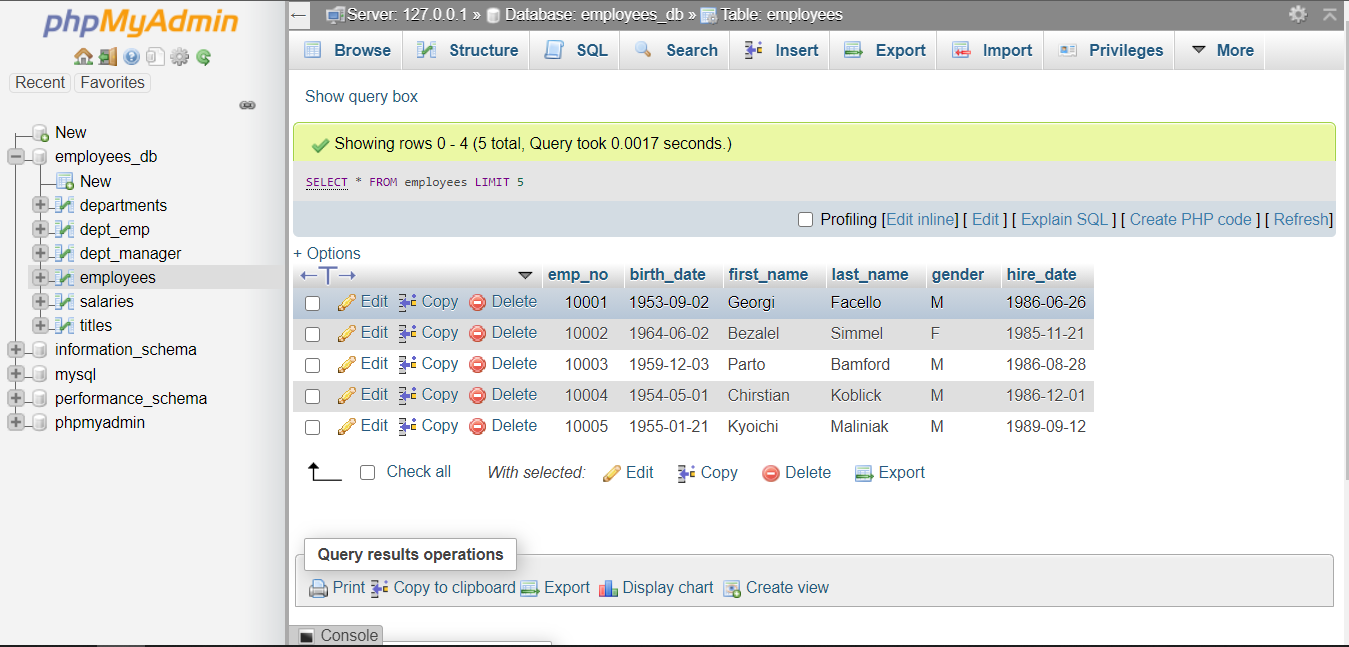 phpMyAdmin
Recent Favorites
New
employees_db
New
departments
dept_emp
dept_manager
employees
salaries
titles
information_schema
mysql
performance_schema
phpmyadmin
Server: 127.0.0.1 » Database: employees_db » Table: employees
Browse Structure SQL Search Insert Export Import Privileges More
Show query box
Showing rows 0 - 4 (5 total, Query took 0.0017 seconds.)
SELECT * FROM employees LIMIT 5
Profiling [Edit inline] [ Edit ] [ Explain SQL ] [ Create PHP code ] [ Refresh]
+ Options
←T→ emp_no birth_date first_name last_name gender hire_date
Edit Copy Delete 10001 1953-09-02 Georgi Facello M 1986-06-26
Edit Copy Delete 10002 1964-06-02 Bezalel Simmel F 1985-11-21
Edit Copy Delete 10003 1959-12-03 Parto Bamford M 1986-08-28
Edit Copy Delete 10004 1954-05-01 Chirstian Koblick M 1986-12-01
Edit Copy Delete 10005 1955-01-21 Kyoichi Maliniak M 1989-09-12
Check all With selected: Edit Copy Delete Export
Query results operations
Print Copy to clipboard Export Display chart Create view
Console